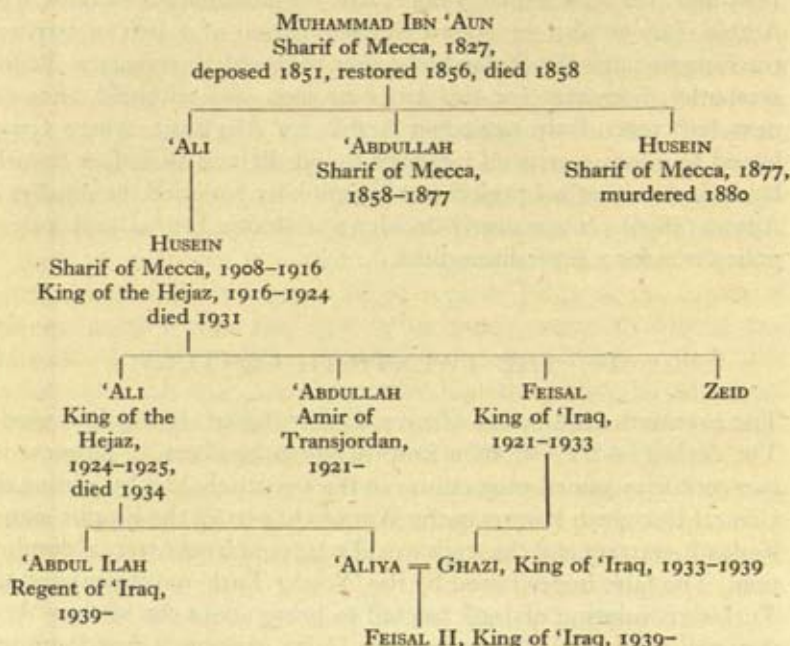 MUHAMMAD IBN ‘AUN
Sharif of Mecca, 1827,
deposed 1851, restored 1856, died 1858
‘ALI
‘ABDULLAH
Sharif of Mecca,
1858–1877
HUSEIN
Sharif of Mecca, 1877,
murdered 1880
HUSEIN
Sharif of Mecca, 1908–1916
King of the Hejaz, 1916–1924
died 1931
‘ALI
King of the
Hejaz,
1924–1925,
died 1934
‘ABDULLAH
Amir of
Transjordan,
1921–
FEISAL
King of ‘Iraq,
1921–1933
ZEID
‘ABDUL ILAH
Regent of ‘Iraq,
1939–
‘ALIYA = GHAZI, King of ‘Iraq, 1933–1939
FEISAL II, King of ‘Iraq, 1939–